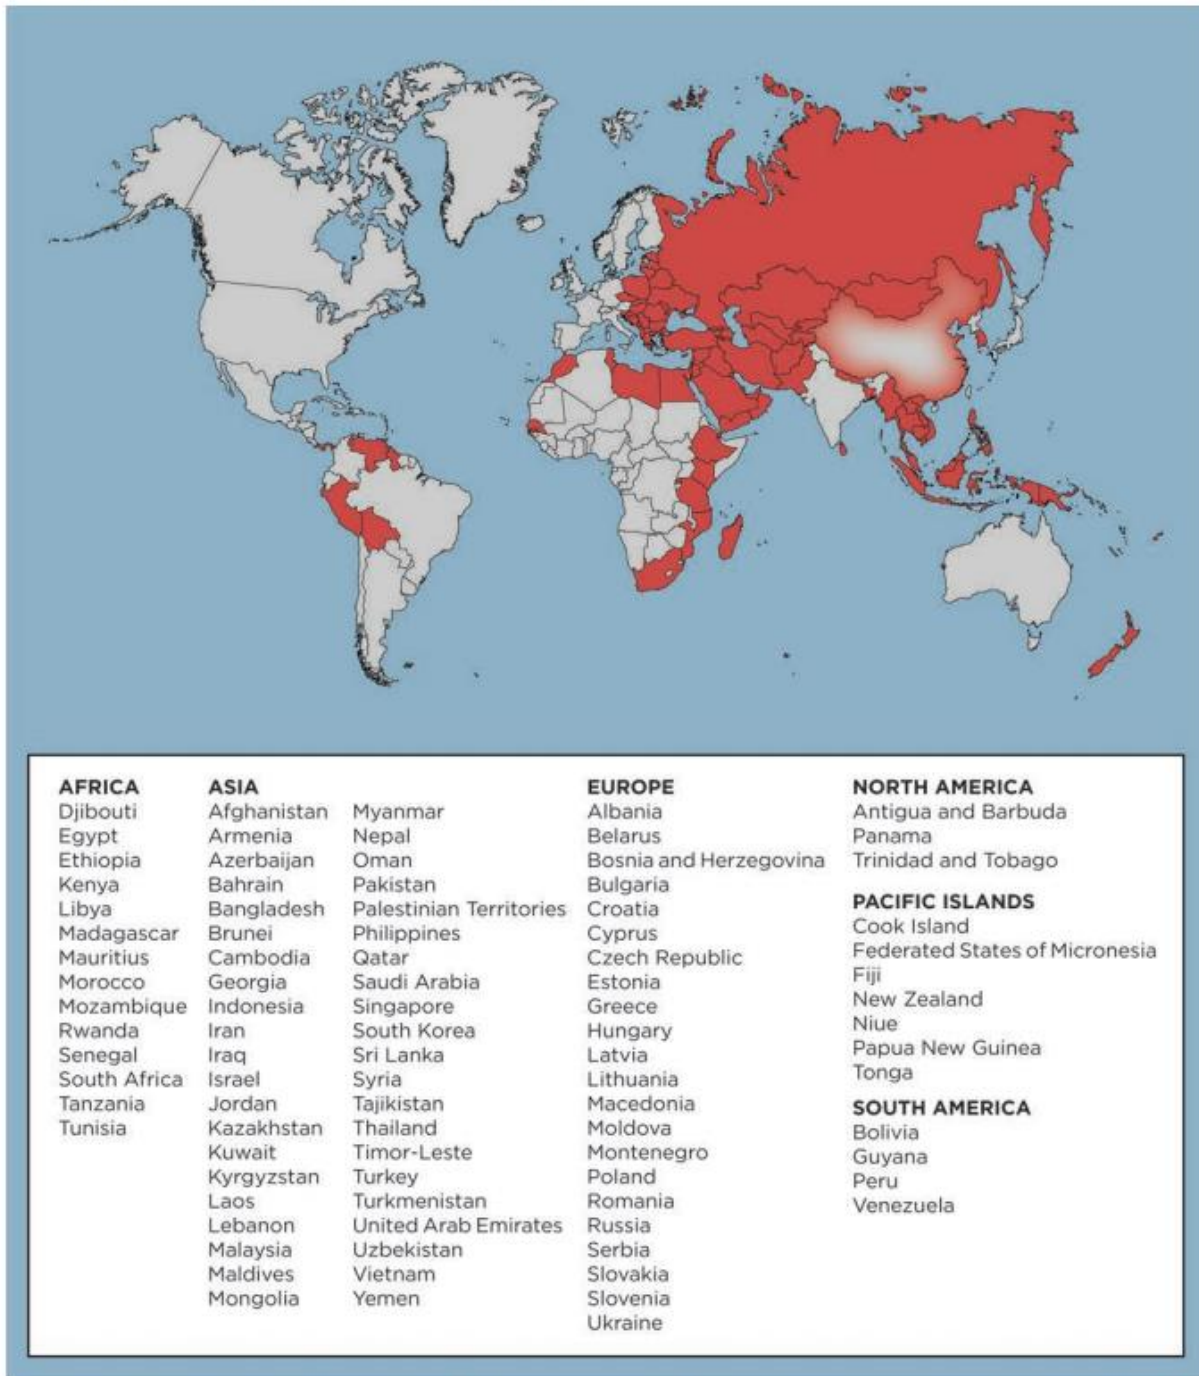 AFRICA
Djibouti
Egypt
Ethiopia
Kenya
Libya
Madagascar
Mauritius
Morocco
Mozambique
Rwanda
Senegal
South Africa
Tanzania
Tunisia
ASIA
Afghanistan
Armenia
Azerbaijan
Bahrain
Bangladesh
Brunei
Cambodia
Georgia
Indonesia
Iran
Iraq
Israel
Jordan
Kazakhstan
Kuwait
Kyrgyzstan
Laos
Lebanon
Malaysia
Maldives
Mongolia
Myanmar
Nepal
Oman
Pakistan
Palestinian Territories
Philippines
Qatar
Saudi Arabia
Singapore
South Korea
Sri Lanka
Syria
Tajikistan
Thailand
Timor-Leste
Turkey
Turkmenistan
United Arab Emirates
Uzbekistan
Vietnam
Yemen
EUROPE
Albania
Belarus
Bosnia and Herzegovina
Bulgaria
Croatia
Cyprus
Czech Republic
Estonia
Greece
Hungary
Latvia
Lithuania
Macedonia
Moldova
Montenegro
Poland
Romania
Russia
Serbia
Slovakia
Slovenia
Ukraine
NORTH AMERICA
Antigua and Barbuda
Panama
Trinidad and Tobago
PACIFIC ISLANDS
Cook Island
Federated States of Micronesia
Fiji
New Zealand
Niue
Papua New Guinea
Tonga
SOUTH AMERICA
Bolivia
Guyana
Peru
Venezuela